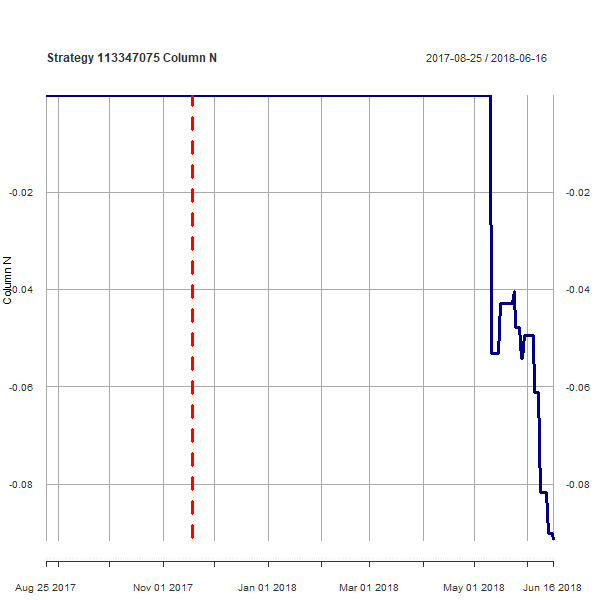 Strategy 113347075 Column N 2017-08-25 / 2018-06-16
-0.02 -0.02
Column N
-0.04 -0.04
-0.06 -0.06
-0.08 -0.08
Aug 25 2017 Nov 01 2017 Jan 01 2018 Mar 01 2018 May 01 2018 Jun 16 2018